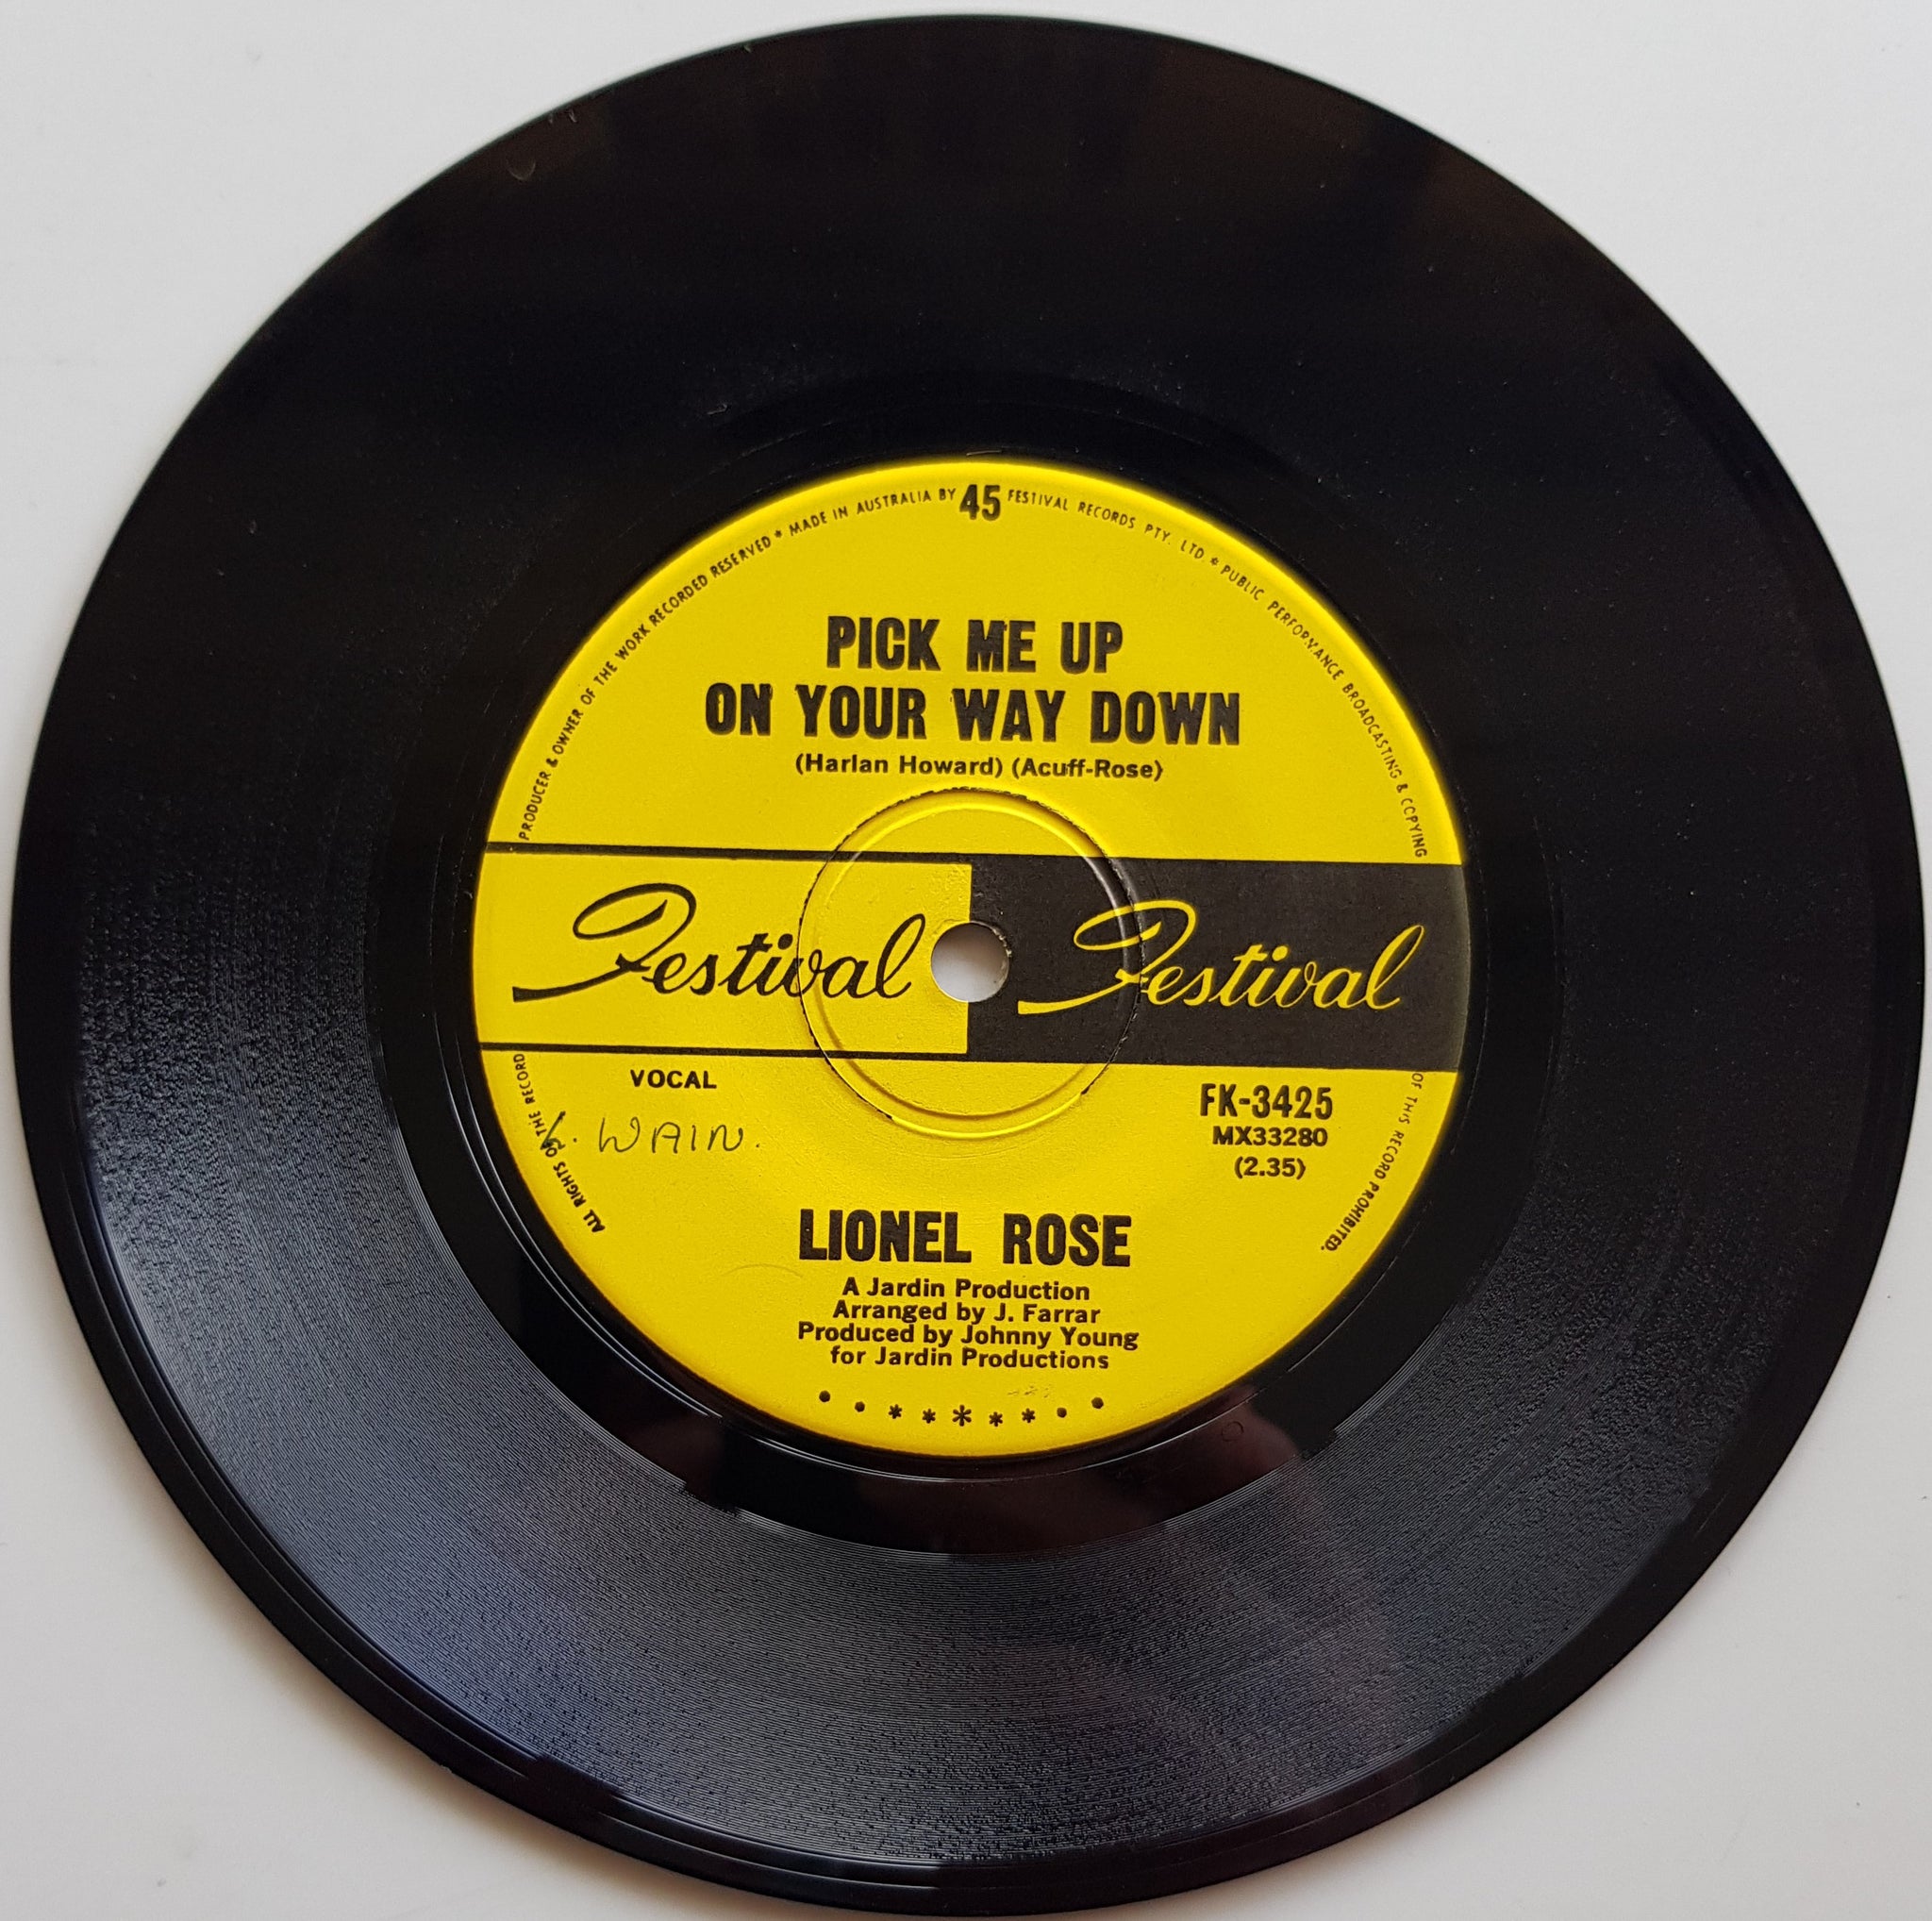 PRODUCER & OWNER OF THE WORK RECORDED RESERVED * MADE IN AUSTRALIA BY 45 FESTIVAL RECORDS PTY. LTD * PUBLIC PERFORMANCE BROADCASTING & COPYING
PICK ME UP
ON YOUR WAY DOWN
(Harlan Howard) (Acuff-Rose)
Festival Festival
VOCAL
WAIN.
FK-3425
MX33280
(2.35)
ALL RIGHTS OF THE RECORD
OF THIS RECORD PROHIBITED.
LIONEL ROSE
A Jardin Production
Arranged by J. Farrar
Produced by Johnny Young
for Jardin Productions